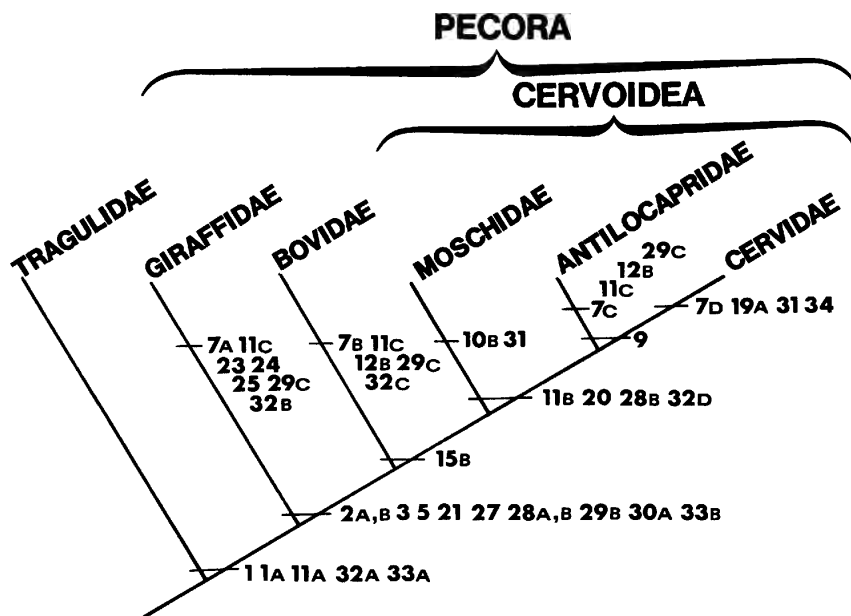 PECORA
CERVOIDEA
TRAGULIDAE
GIRAFFIDAE
BOVIDAE
MOSCHIDAE
ANTILOCAPRIDAE
CERVIDAE
29C
12B
11C
7C
7D 19A 31 34
7A 11C
23 24
25 29C
32B
7B 11C
12B 29C
32C
10B 31
9
11B 20 28B 32D
15B
2A,B 3 5 21 27 28A,B 29B 30A 33B
1 1A 11A 32A 33A